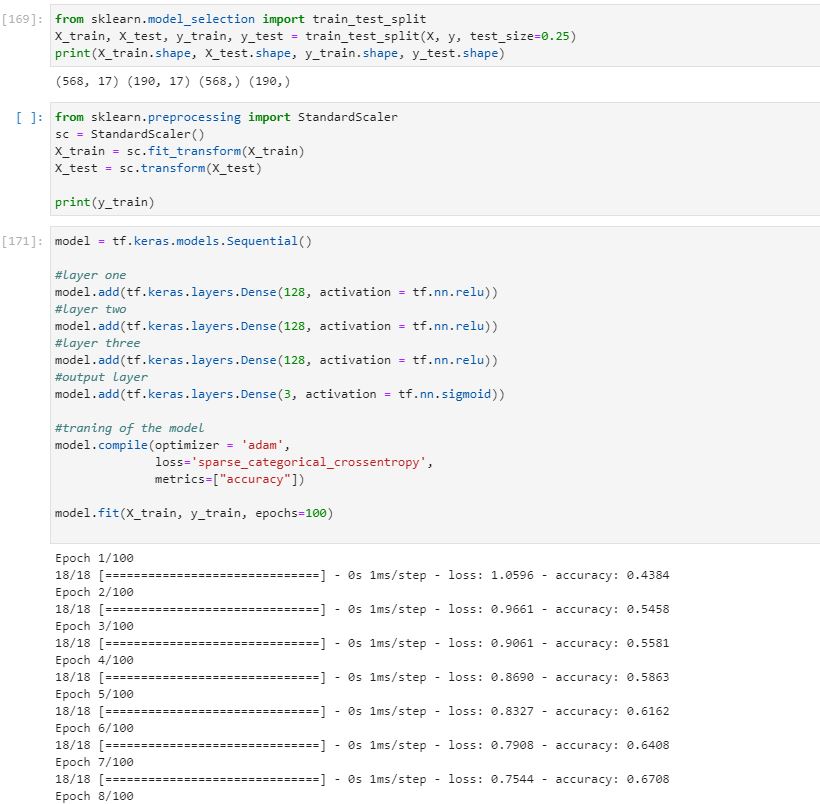 [169]: from sklearn.model_selection import train_test_split
X_train, X_test, y_train, y_test = train_test_split(X, y, test_size=0.25)
print(X_train.shape, X_test.shape, y_train.shape, y_test.shape)
(568, 17) (190, 17) (568,) (190,)
[ ]: from sklearn.preprocessing import StandardScaler
sc = StandardScaler()
X_train = sc.fit_transform(X_train)
X_test = sc.transform(X_test)
print(y_train)
[171]: model = tf.keras.models.Sequential()
#layer one
model.add(tf.keras.layers.Dense(128, activation = tf.nn.relu))
#layer two
model.add(tf.keras.layers.Dense(128, activation = tf.nn.relu))
#layer three
model.add(tf.keras.layers.Dense(128, activation = tf.nn.relu))
#output layer
model.add(tf.keras.layers.Dense(3, activation = tf.nn.sigmoid))
#traning of the model
model.compile(optimizer = 'adam',
loss='sparse_categorical_crossentropy',
metrics=["accuracy"])
model.fit(X_train, y_train, epochs=100)
Epoch 1/100
18/18 [==============================] - 0s 1ms/step - loss: 1.0596 - accuracy: 0.4384
Epoch 2/100
18/18 [==============================] - 0s 1ms/step - loss: 0.9661 - accuracy: 0.5458
Epoch 3/100
18/18 [==============================] - 0s 1ms/step - loss: 0.9061 - accuracy: 0.5581
Epoch 4/100
18/18 [==============================] - 0s 1ms/step - loss: 0.8690 - accuracy: 0.5863
Epoch 5/100
18/18 [==============================] - 0s 1ms/step - loss: 0.8327 - accuracy: 0.6162
Epoch 6/100
18/18 [==============================] - 0s 1ms/step - loss: 0.7908 - accuracy: 0.6408
Epoch 7/100
18/18 [==============================] - 0s 1ms/step - loss: 0.7544 - accuracy: 0.6708
Epoch 8/100